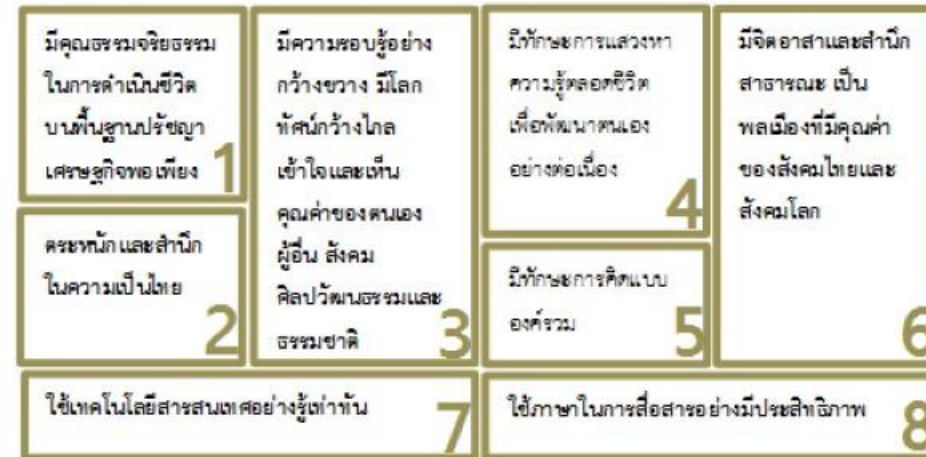 มีคุณธรรมจริยธรรม
ในการดำเนินชีวิต
บนพื้นฐานปรัชญา
เศรษฐกิจพอเพียง
1
ตระหนักและสำนึก
ในความเป็นไทย
2
มีความรอบรู้อย่าง
กว้างขวาง มีโลก
ทัศน์กว้างไกล
เข้าใจและเห็น
คุณค่าของตนเอง
ผู้อื่น สังคม
ศิลปวัฒนธรรมและ
ธรรมชาติ
3
มีทักษะการแสวงหา
ความรู้ตลอดชีวิต
เพื่อพัฒนาตนเอง
อย่างต่อเนื่อง
4
มีทักษะการคิดแบบ
องค์รวม
5
มีจิตอาสาและสำนึก
สาธารณะ เป็น
พลเมืองที่มีคุณค่า
ของสังคมไทยและ
สังคมโลก
6
ใช้เทคโนโลยีสารสนเทศอย่างรู้เท่าทัน
7
ใช้ภาษาในการสื่อสารอย่างมีประสิทธิภาพ
8